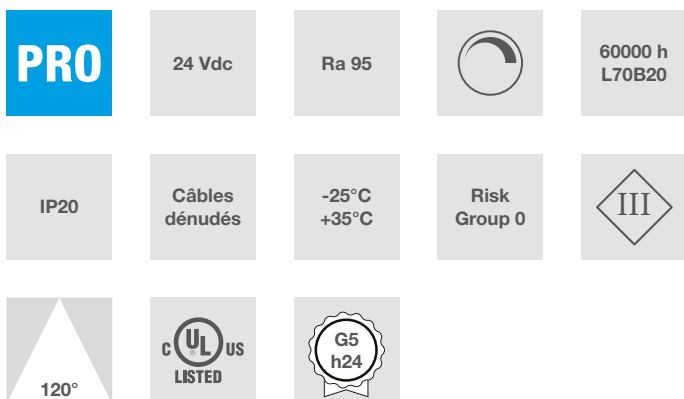 PRO
24 Vdc
Ra 95
60000 h
L70B20
IP20
Câbles
dénudés
-25°C
+35°C
Risk
Group 0
III
120°
C UL US
LISTED
G5
h24